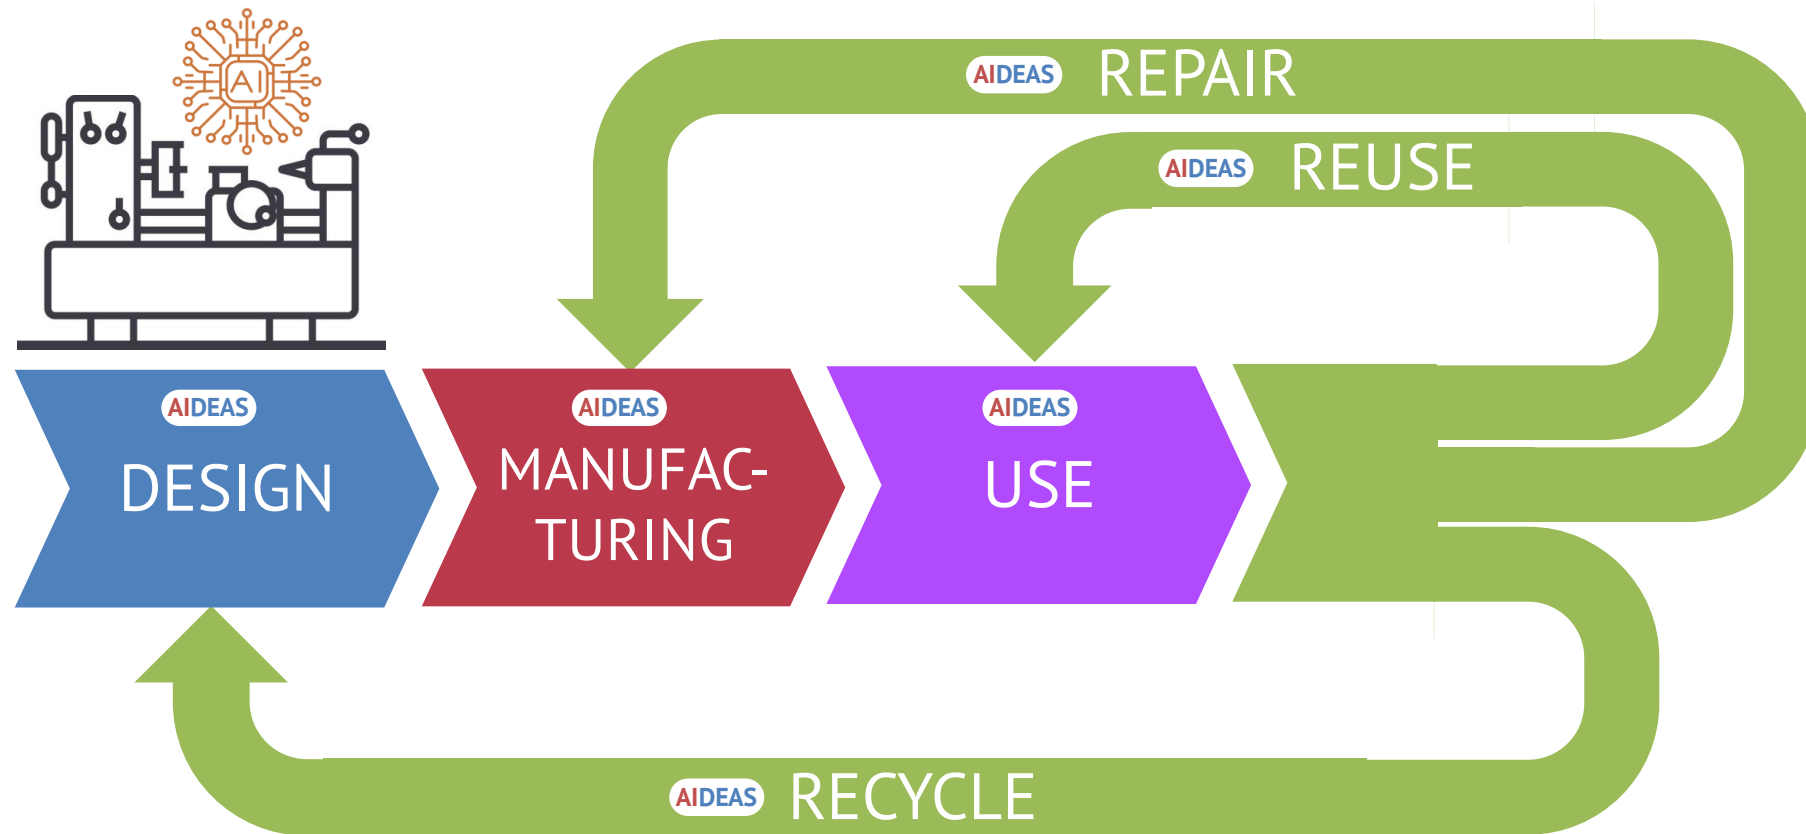 AI
AIDEAS REPAIR
AIDEAS REUSE
AIDEAS
DESIGN
AIDEAS
MANUFAC-
TURING
AIDEAS
USE
AIDEAS RECYCLE